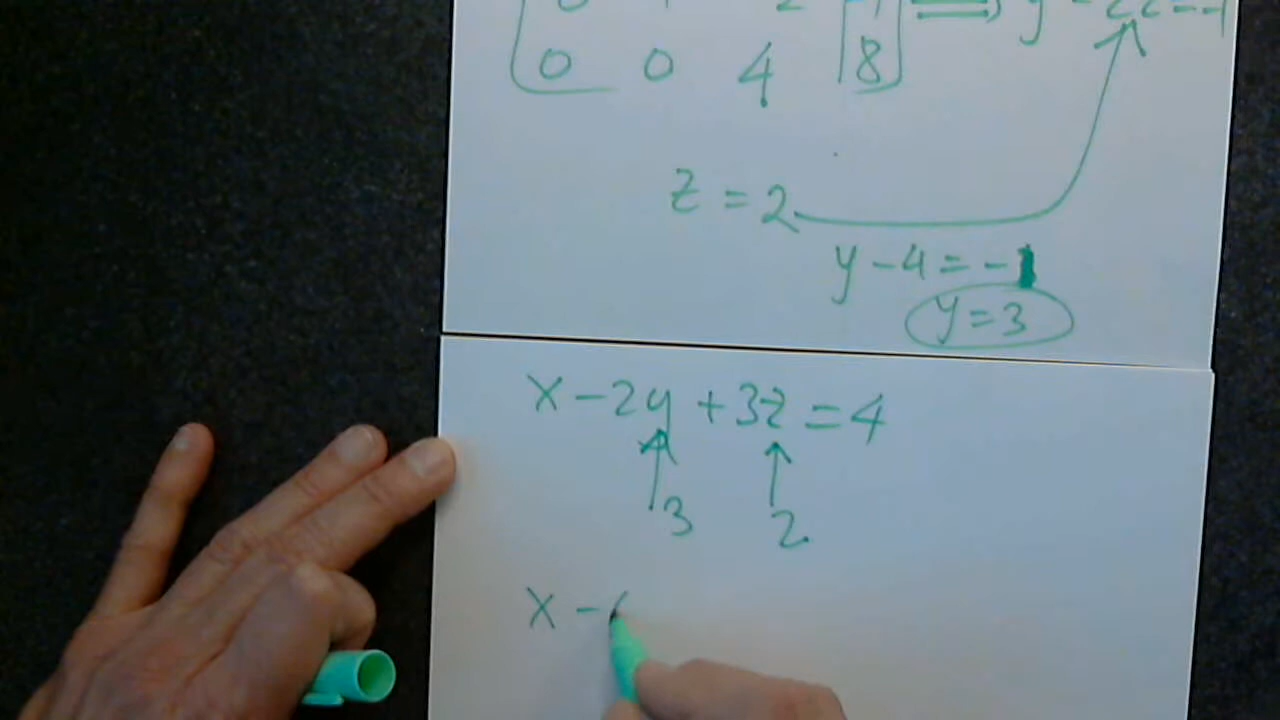 0 0 4 8
z = 2
y - 4 = -1
y = 3
x - 2y + 3z = 4
3 2
x -